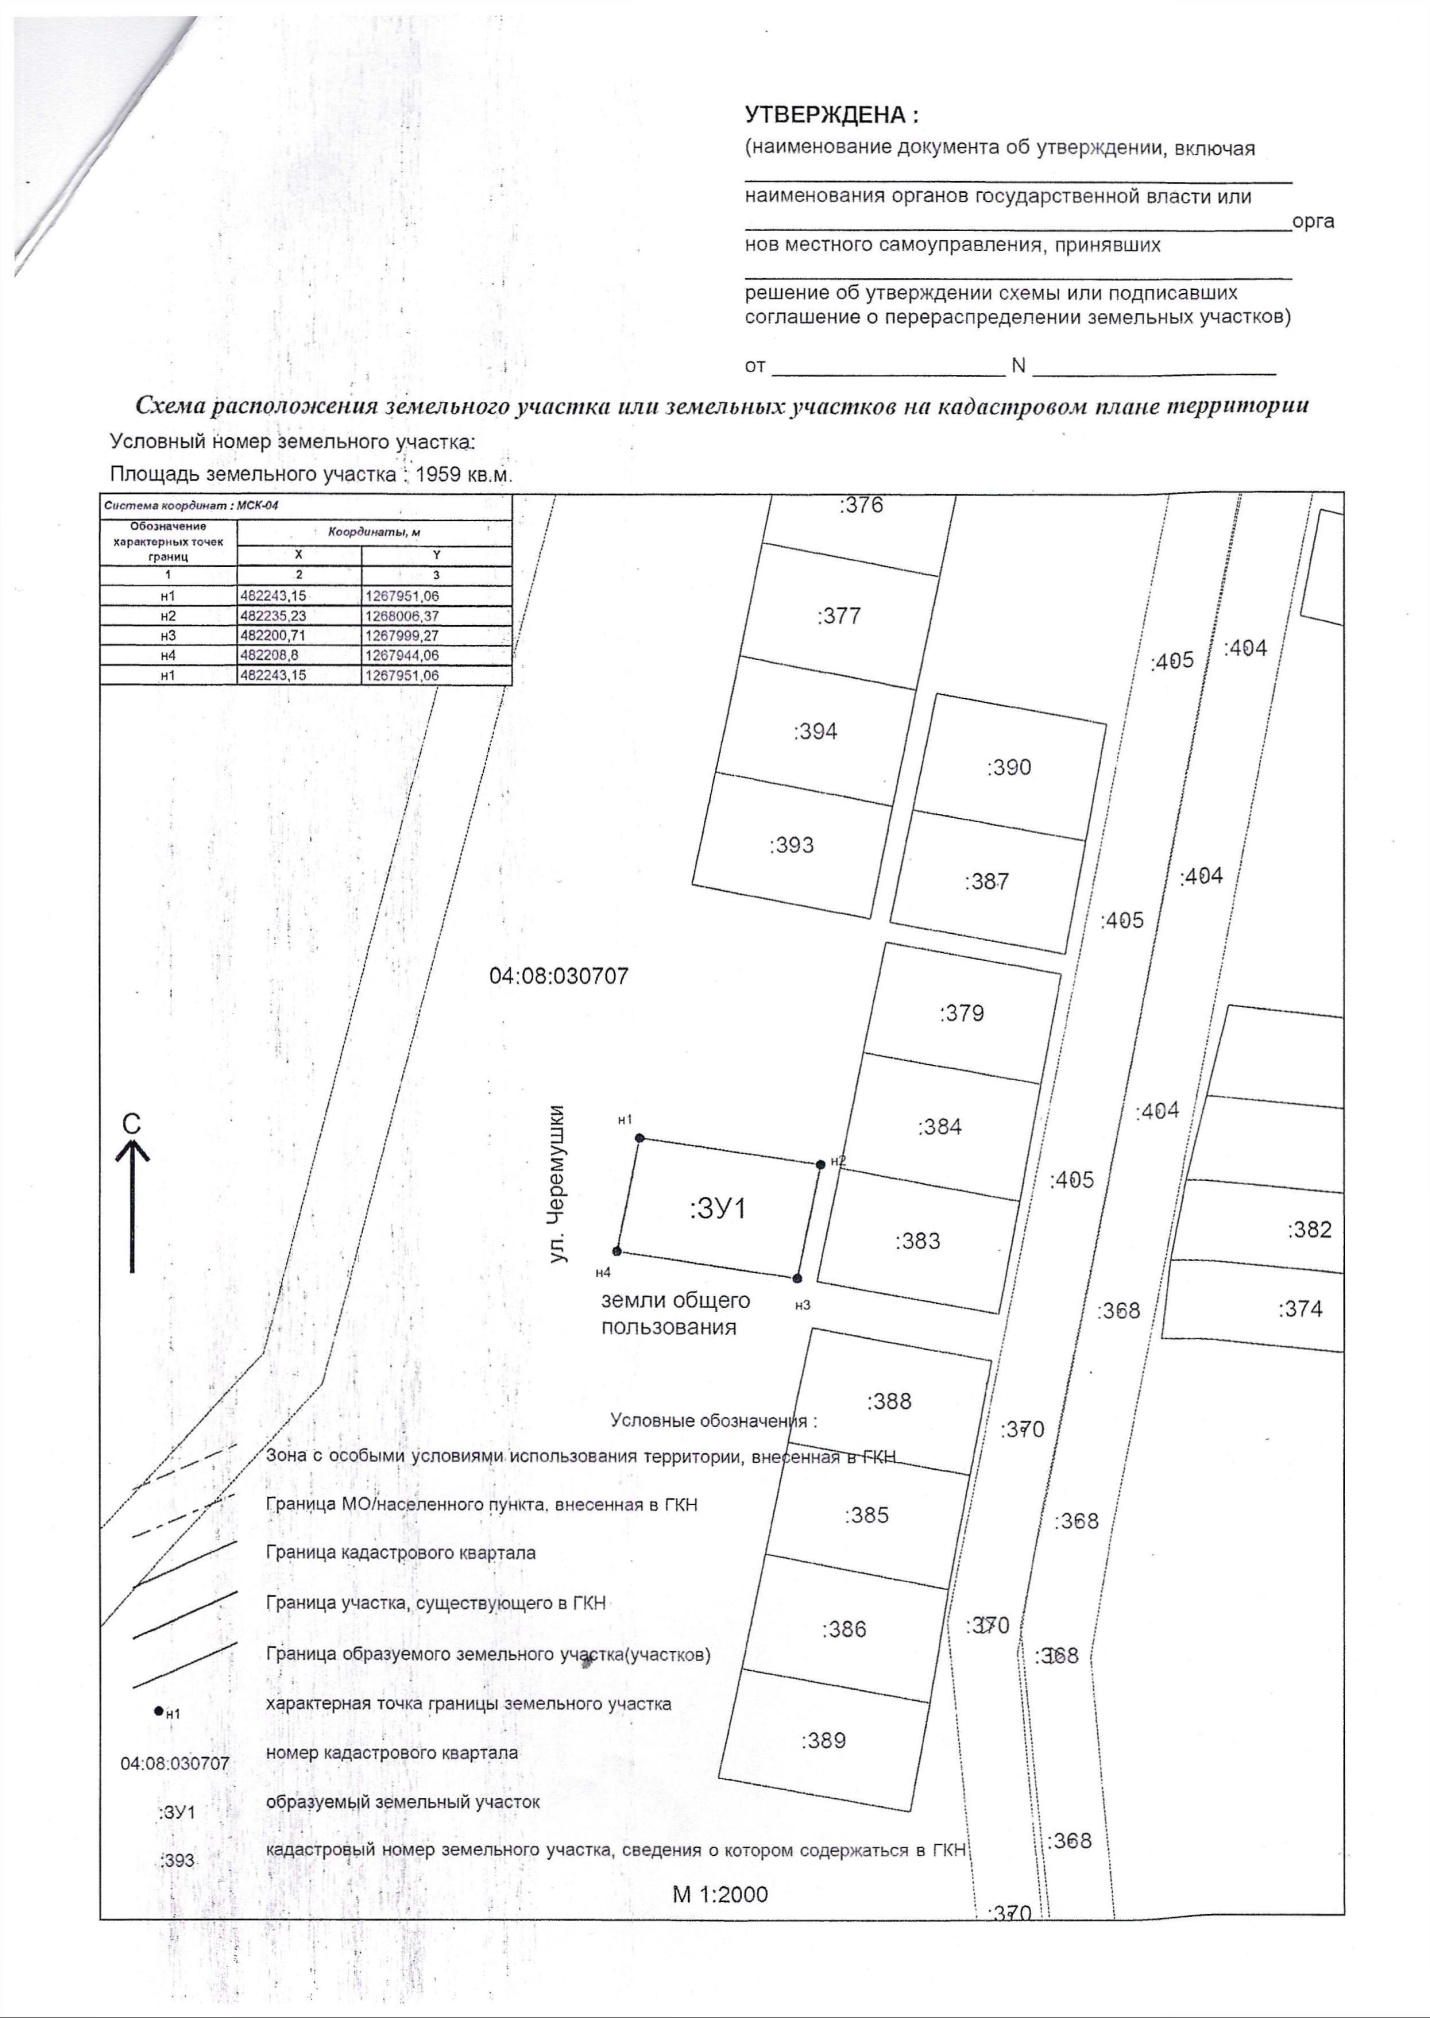 УТВЕРЖДЕНА :
(наименование документа об утверждении, включая
наименования органов государственной власти или
орга
нов местного самоуправления, принявших
решение об утверждении схемы или подписавших
соглашение о перераспределении земельных участков)
от N
Схема расположения земельного участка или земельных участков на кадастровом плане территории
Условный номер земельного участка:
Площадь земельного участка : 1959 кв.м.
Система координат : МСК-04
Обозначение характерных точек границ Координаты, м
X Y
1 2 3
н1 482243,15 1267951,06
н2 482235,23 1268006,37
н3 482200,71 1267999,27
н4 482208,8 1267944,06
н1 482243,15 1267951,06
:376
:377
:405 :404
:394
:390
:393
:387
:404
:405
04:08:030707
:379
С
:404
ул. Черемушки
н1
:384
н2
:405
:ЗУ1
:383
:382
н4
земли общего
пользования
н3
:368
:374
:388
Условные обозначения :
:370
Зона с особыми условиями использования территории, внесенная в ГКН
Граница МО/населенного пункта, внесенная в ГКН
:385
:368
Граница кадастрового квартала
Граница участка, существующего в ГКН
:386
:370
Граница образуемого земельного участка(участков)
:368
н1 характерная точка границы земельного участка
:389
04:08:030707 номер кадастрового квартала
:ЗУ1 образуемый земельный участок
:368
:393 кадастровый номер земельного участка, сведения о котором содержаться в ГКН
М 1:2000
:370